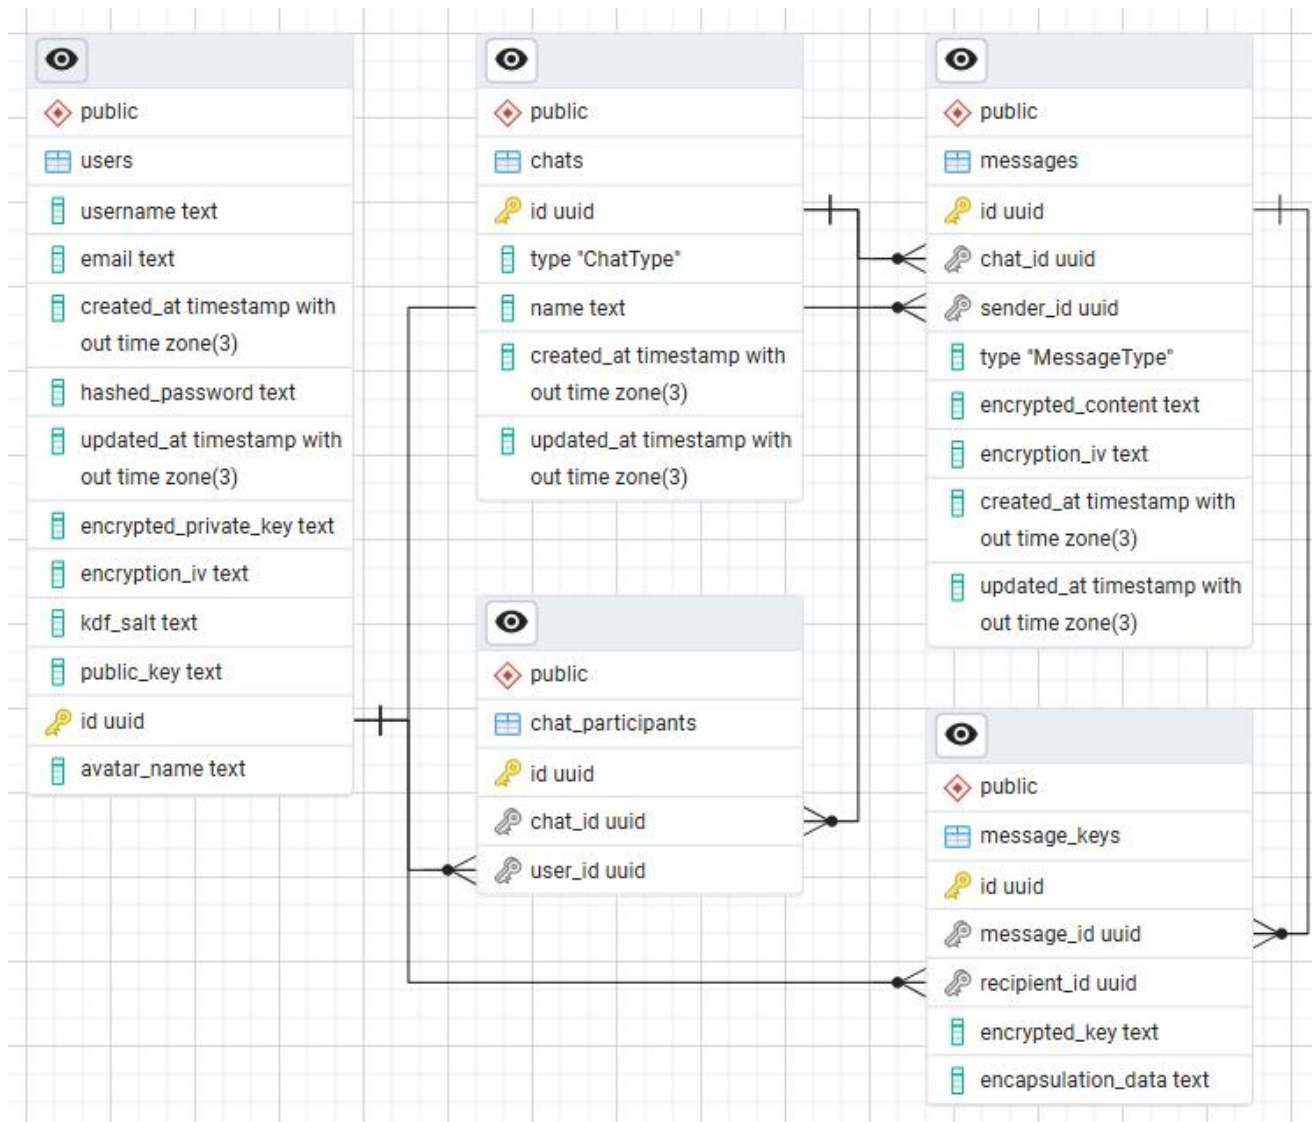 public
users
username text
email text
created_at timestamp with
out time zone(3)
hashed_password text
updated_at timestamp with
out time zone(3)
encrypted_private_key text
encryption_iv text
kdf_salt text
public_key text
id uuid
avatar_name text
public
chats
id uuid
type "ChatType"
name text
created_at timestamp with
out time zone(3)
updated_at timestamp with
out time zone(3)
public
chat_participants
id uuid
chat_id uuid
user_id uuid
public
messages
id uuid
chat_id uuid
sender_id uuid
type "MessageType"
encrypted_content text
encryption_iv text
created_at timestamp with
out time zone(3)
updated_at timestamp with
out time zone(3)
public
message_keys
id uuid
message_id uuid
recipient_id uuid
encrypted_key text
encapsulation_data text